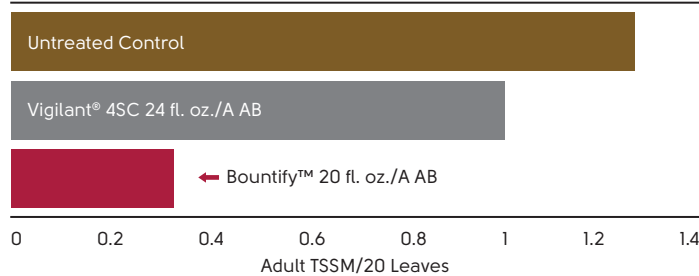 Untreated Control
Vigilant® 4SC 24 fl. oz./A AB
Bountify™ 20 fl. oz./A AB
0 0.2 0.4 0.6 0.8 1 1.2 1.4
Adult TSSM/20 Leaves